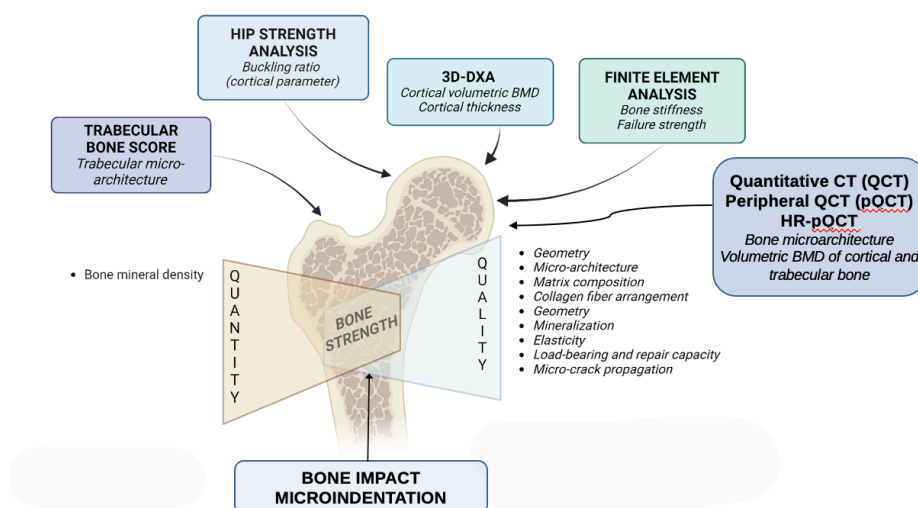 HIP STRENGTH
ANALYSIS
Buckling ratio
(cortical parameter)
3D-DXA
Cortical volumetric BMD
Cortical thickness
FINITE ELEMENT
ANALYSIS
Bone stiffness
Failure strength
TRABECULAR
BONE SCORE
Trabecular micro-
architecture
Quantitative CT (QCT)
Peripheral QCT (pQCT)
HR-pQCT
Bone microarchitecture
Volumetric BMD of cortical and
trabecular bone
• Bone mineral density
QUANTITY
BONE
STRENGTH
QUALITY
• Geometry
• Micro-architecture
• Matrix composition
• Collagen fiber arrangement
• Geometry
• Mineralization
• Elasticity
• Load-bearing and repair capacity
• Micro-crack propagation
BONE IMPACT
MICROINDENTATION